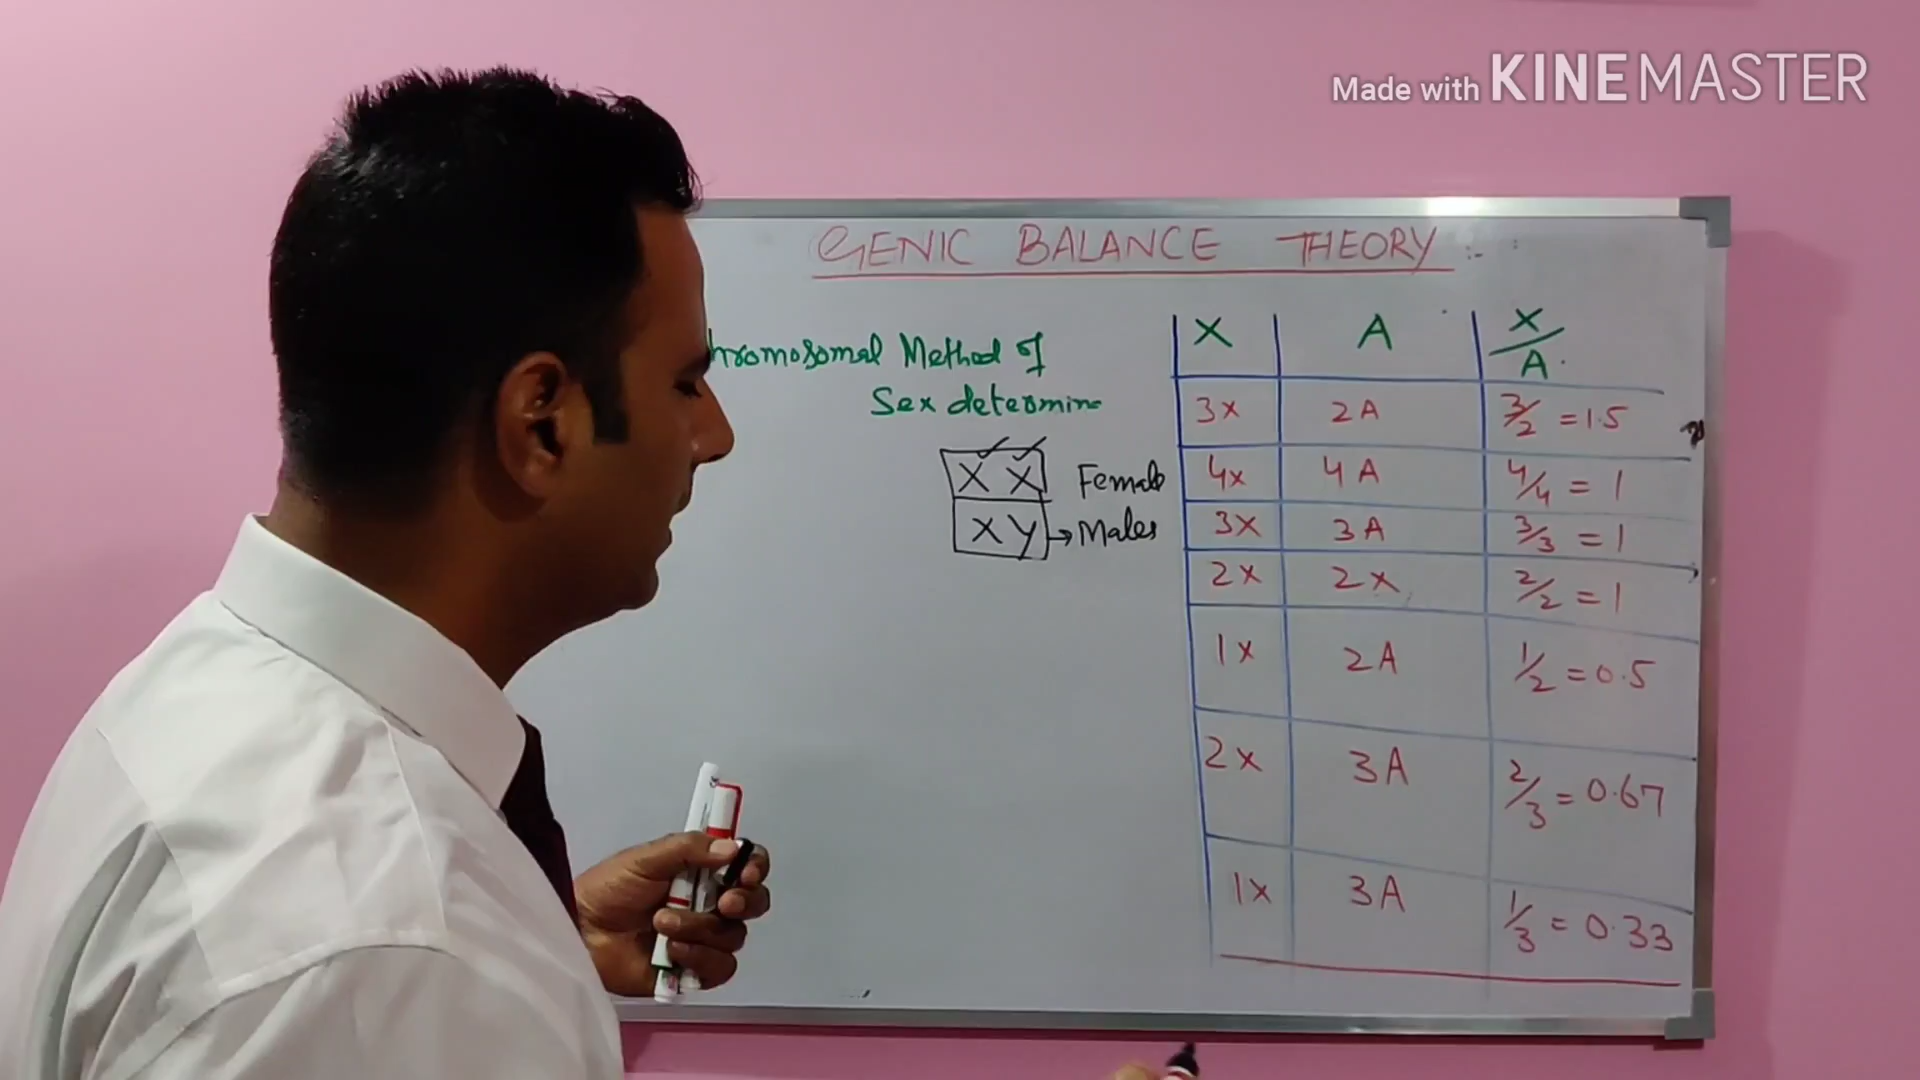 Made with KINEMASTER
GENIC BALANCE THEORY :-
hromosomal Method of
Sex determine
X X Female
X Y → Males
X A X/A
3x 2A 3/2 = 1.5
4x 4A 4/4 = 1
3x 3A 3/3 = 1
2x 2x 2/2 = 1
1x 2A 1/2 = 0.5
2x 3A 2/3 = 0.67
1x 3A 1/3 = 0.33